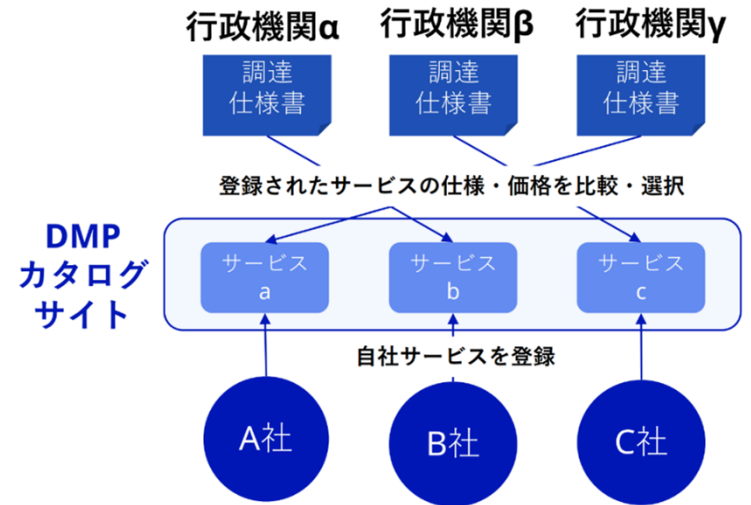 行政機関α
行政機関β
行政機関γ
調達
仕様書
調達
仕様書
調達
仕様書
登録されたサービスの仕様・価格を比較・選択
DMP
カタログ
サイト
サービス
a
サービス
b
サービス
c
自社サービスを登録
A社
B社
C社